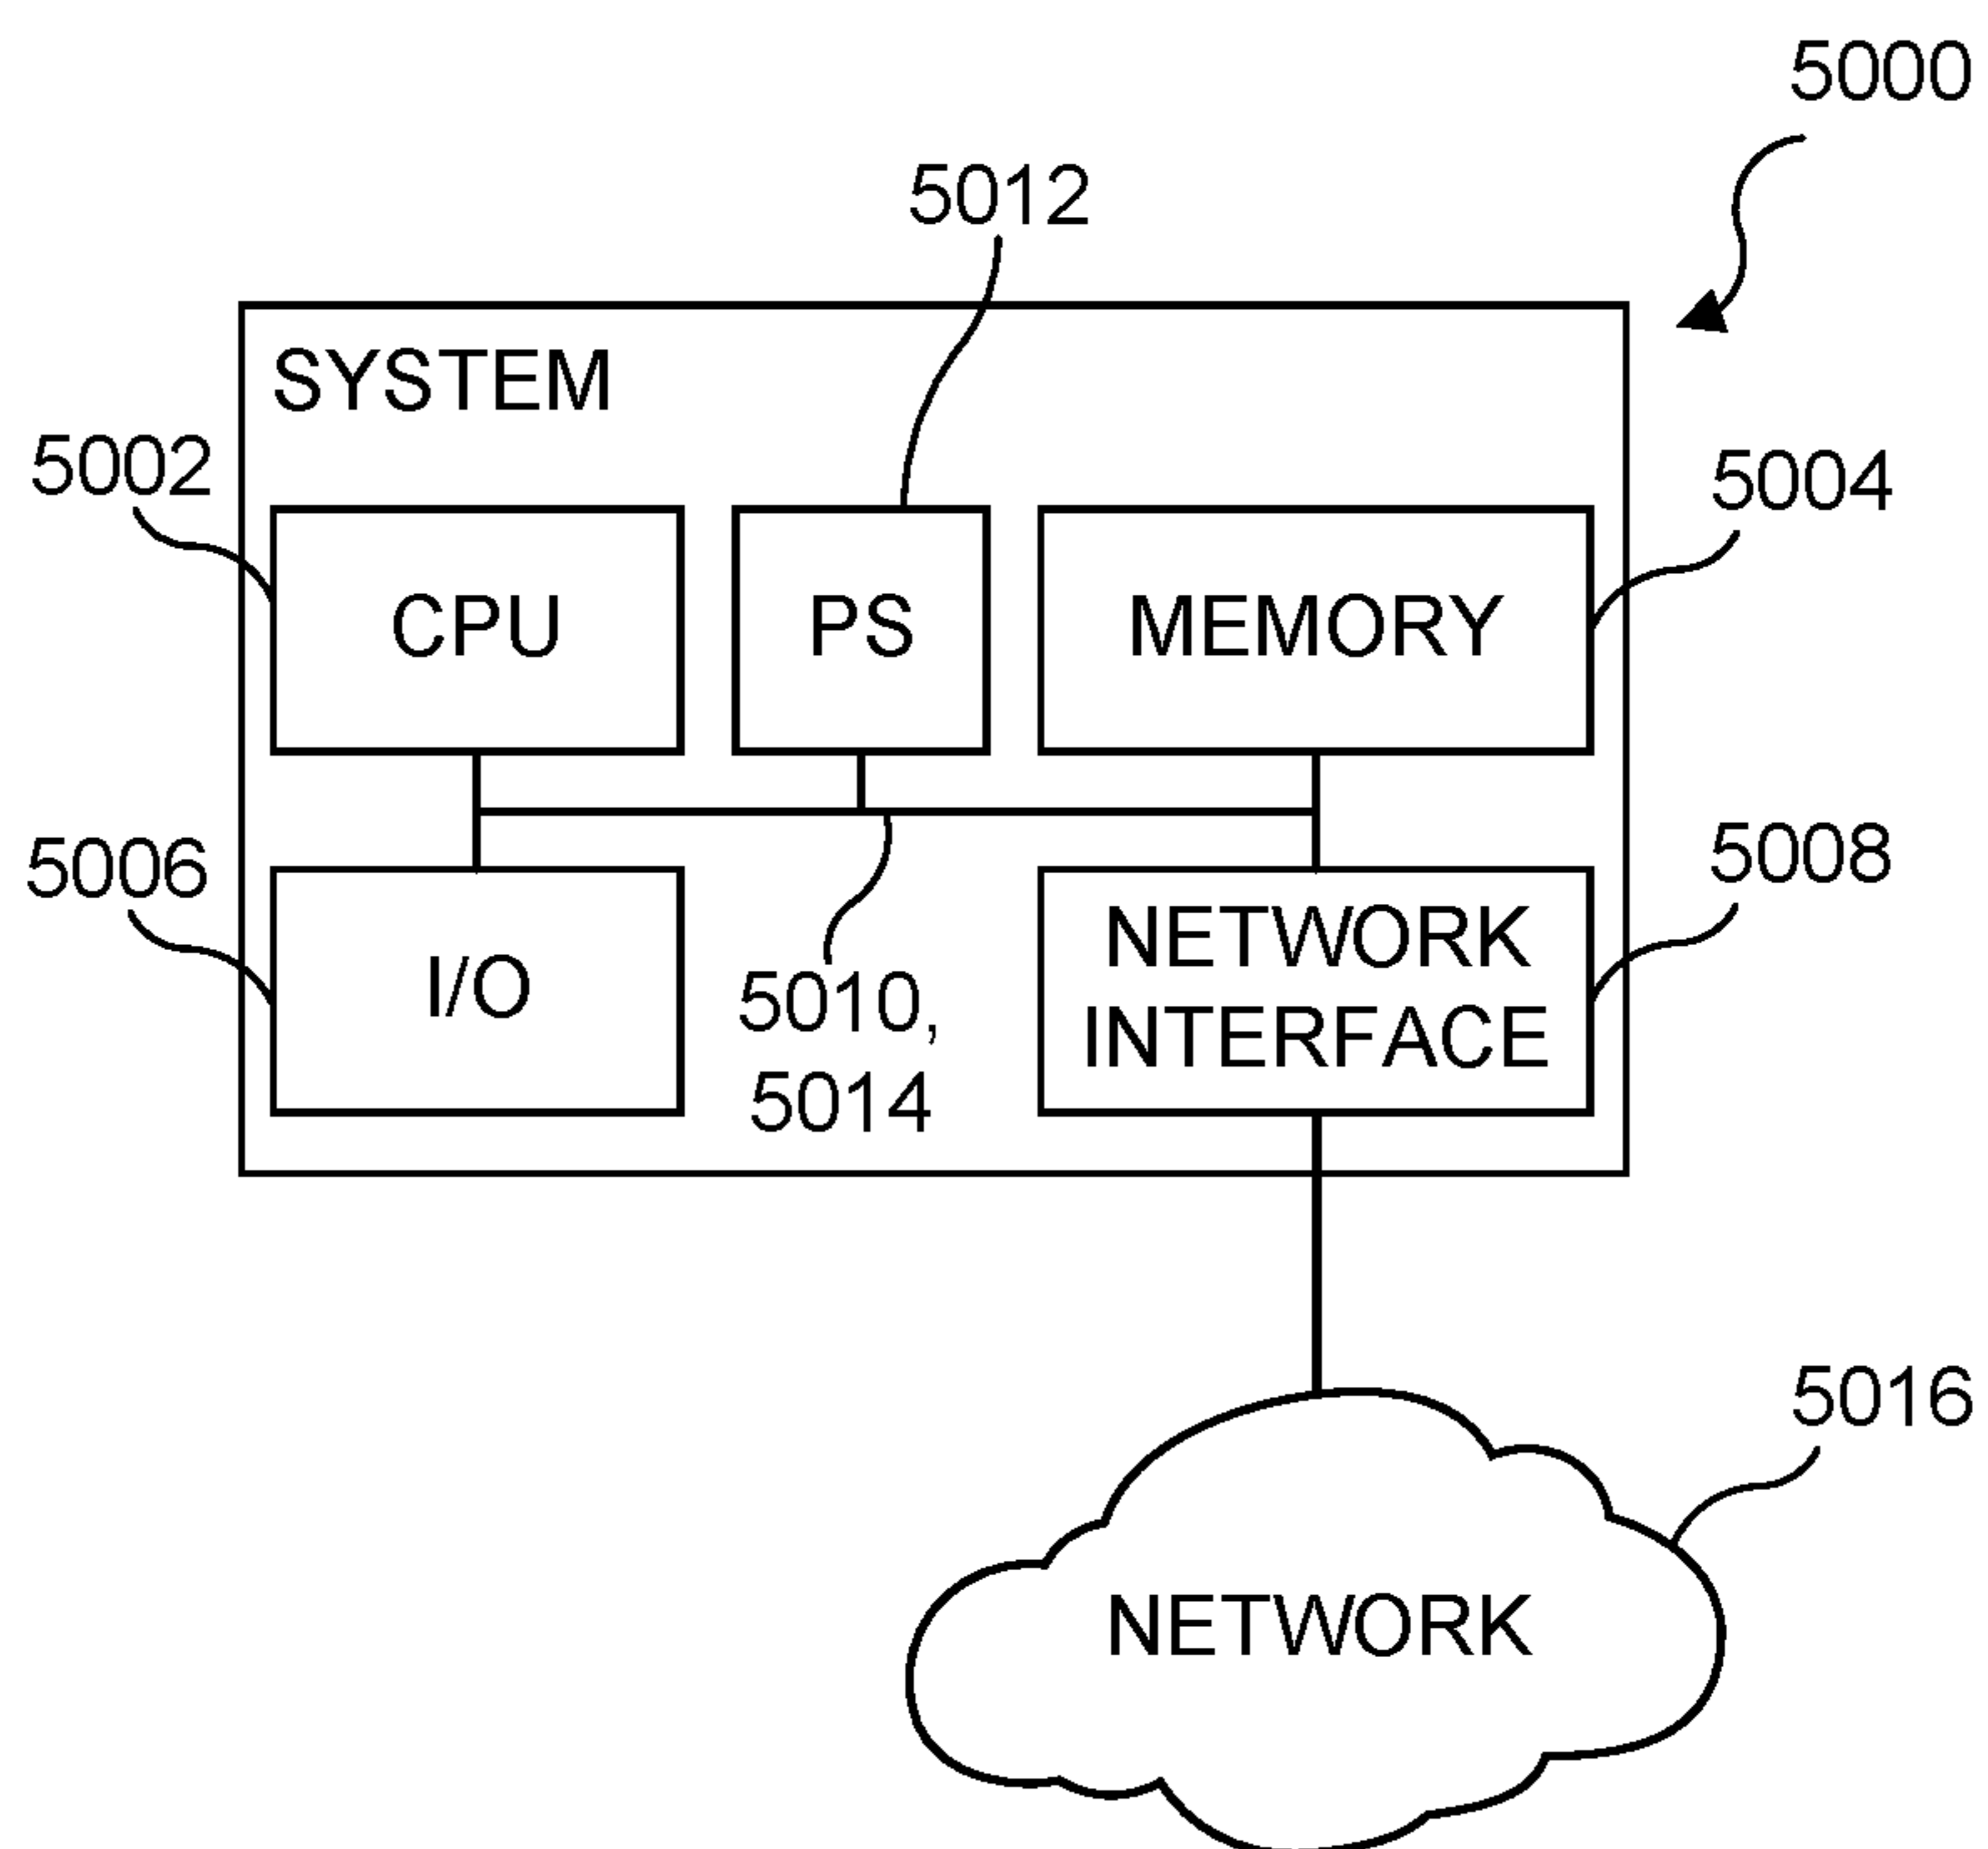 5000
5012
SYSTEM
5002
5004
CPU
PS
MEMORY
5006
5008
I/O
NETWORK
INTERFACE
5010,
5014
5016
NETWORK